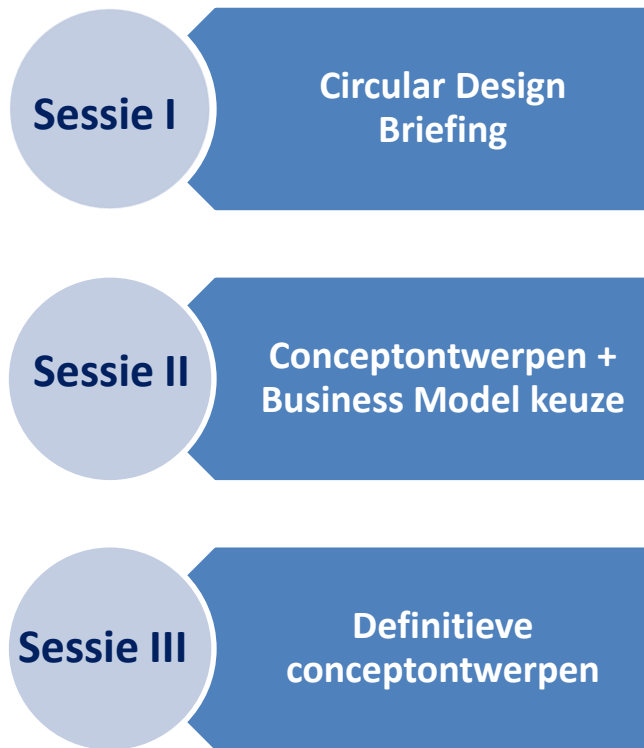 Sessie I
Circular Design
Briefing
Sessie II
Conceptontwerpen +
Business Model keuze
Sessie III
Definitieve
conceptontwerpen